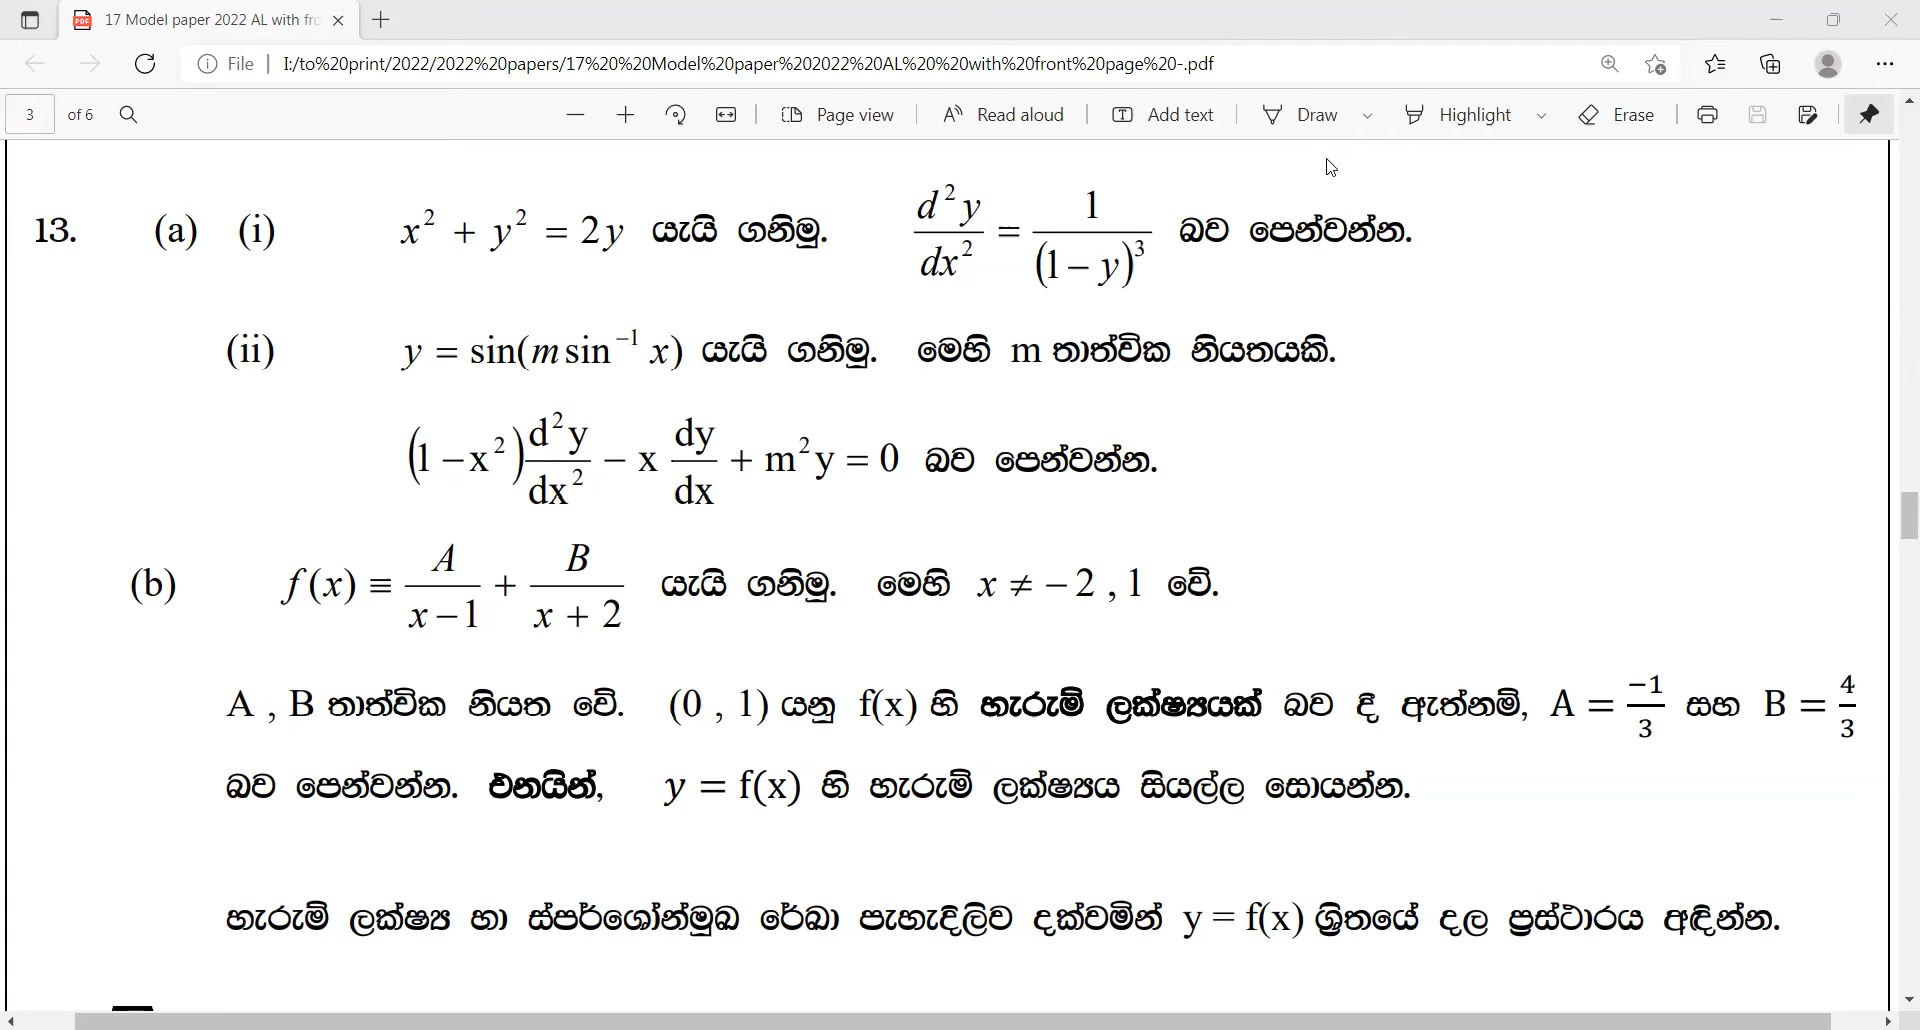 17 Model paper 2022 AL with fro
File I:/to%20print/2022/2022%20papers/17%20%20Model%20paper%202022%20AL%20%20with%20front%20page%20-.pdf
3 of 6 Page view Read aloud Add text Draw Highlight Erase
13. (a) (i) x² + y² = 2y යැයි ගනිමු. d²y/dx² = 1/(1 − y)³ බව පෙන්වන්න.
(ii) y = sin(m sin⁻¹ x) යැයි ගනිමු. මෙහි m තාත්වික නියතයකි.
(1 − x²) d²y/dx² − x dy/dx + m²y = 0 බව පෙන්වන්න.
(b) f(x) ≡ A/(x − 1) + B/(x + 2) යැයි ගනිමු. මෙහි x ≠ − 2 , 1 වේ.
A , B තාත්වික නියත වේ. (0 , 1) යනු f(x) හි හැරුම් ලක්ෂ්‍යයක් බව දී ඇත්නම්, A = −1/3 සහ B = 4/3
බව පෙන්වන්න. එනයින්, y = f(x) හි හැරුම් ලක්ෂ්‍යය සියල්ල සොයන්න.
හැරුම් ලක්ෂ්‍ය හා ස්පර්ශෝන්මුඛ රේඛා පැහැදිලිව දක්වමින් y = f(x) ශ්‍රිතයේ දල ප්‍රස්ථාරය අඳින්න.